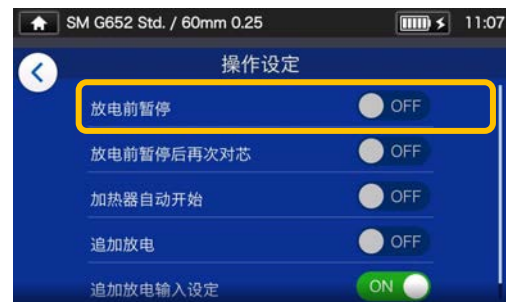 SM G652 Std. / 60mm 0.25 11:07
操作设定
放电前暂停 OFF
放电前暂停后再次对芯 OFF
加热器自动开始 OFF
追加放电 OFF
追加放电输入设定 ON